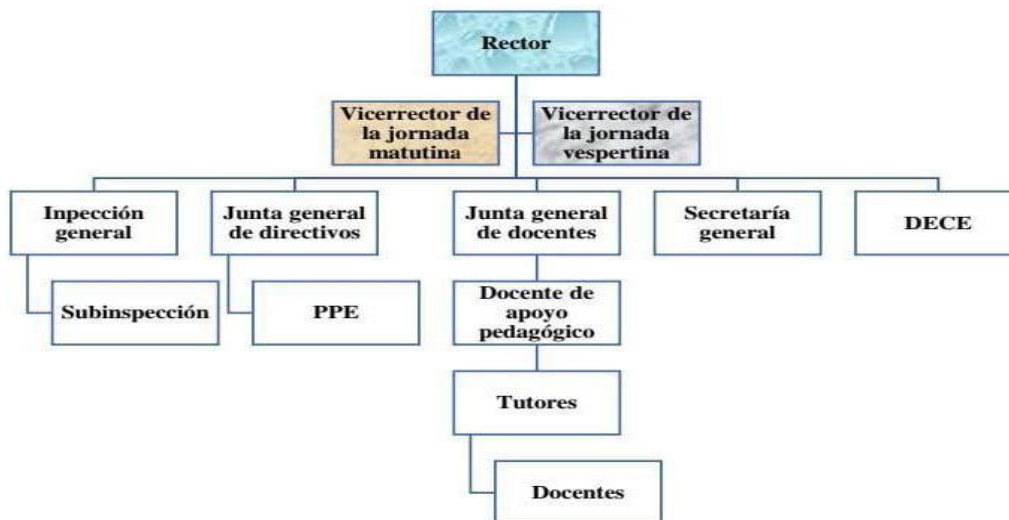 Rector
Vicerrector de
la jornada
matutina
Vicerrector de
la jornada
vespertina
Inpección
general
Junta general
de directivos
Junta general
de docentes
Secretaría
general
DECE
Subinspección
PPE
Docente de
apoyo
pedagógico
Tutores
Docentes